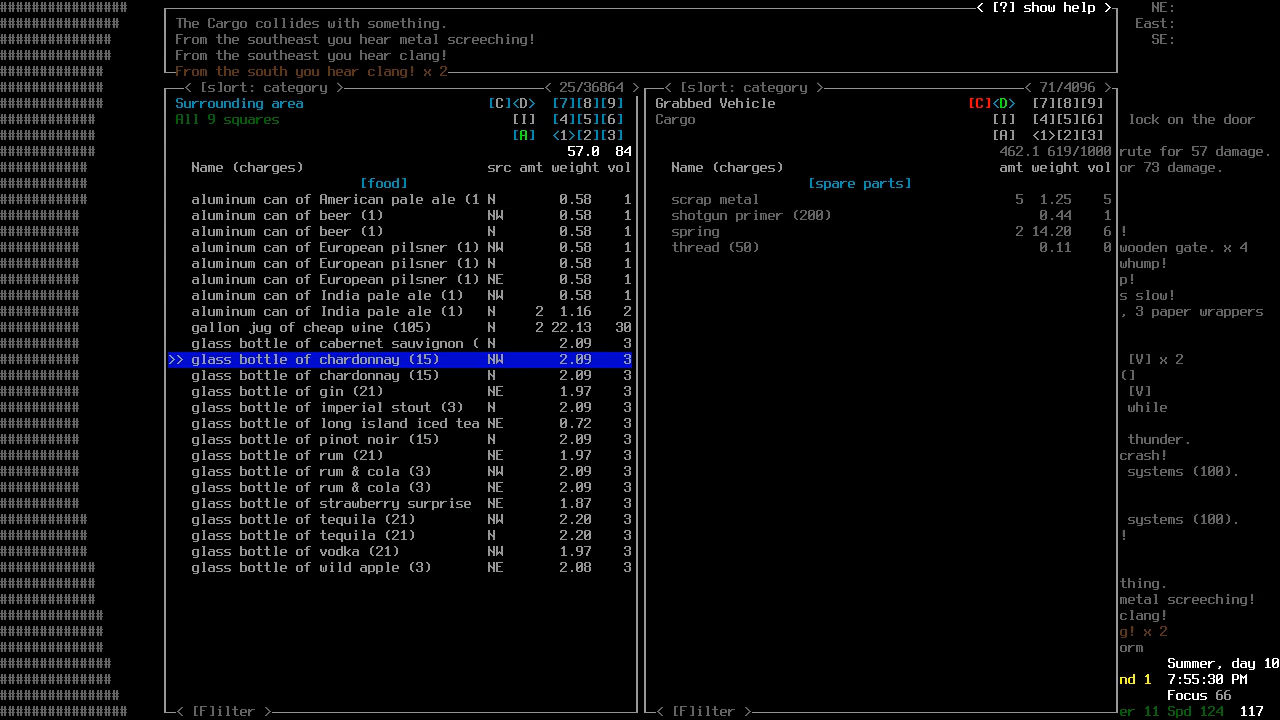 < [?] show help >
The Cargo collides with something.
From the southeast you hear metal screeching!
From the southeast you hear clang!
From the south you hear clang! x 2
NE:
East:
SE:
< [s]ort: category > < 25/36864 >
Surrounding area [C]<D> [7][8][9]
All 9 squares [I] [4][5][6]
[A] <1>[2][3]
57.0 84
Name (charges) src amt weight vol
[food]
aluminum can of American pale ale (1 N 0.58 1
aluminum can of beer (1) NW 0.58 1
aluminum can of beer (1) N 0.58 1
aluminum can of European pilsner (1) NW 0.58 1
aluminum can of European pilsner (1) N 0.58 1
aluminum can of European pilsner (1) NE 0.58 1
aluminum can of India pale ale (1) NW 0.58 1
aluminum can of India pale ale (1) N 2 1.16 2
gallon jug of cheap wine (105) N 2 22.13 30
glass bottle of cabernet sauvignon ( N 2.09 3
>> glass bottle of chardonnay (15) NW 2.09 3
glass bottle of chardonnay (15) N 2.09 3
glass bottle of gin (21) NE 1.97 3
glass bottle of imperial stout (3) N 2.09 3
glass bottle of long island iced tea NE 0.72 3
glass bottle of pinot noir (15) N 2.09 3
glass bottle of rum (21) NE 1.97 3
glass bottle of rum & cola (3) NW 2.09 3
glass bottle of rum & cola (3) NE 2.09 3
glass bottle of strawberry surprise NE 1.87 3
glass bottle of tequila (21) NW 2.20 3
glass bottle of tequila (21) N 2.20 3
glass bottle of vodka (21) NW 1.97 3
glass bottle of wild apple (3) NE 2.08 3
< [F]ilter >
< [s]ort: category > < 71/4096 >
Grabbed Vehicle [C]<D> [7][8][9]
Cargo [I] [4][5][6]
[A] <1>[2][3]
462.1 619/1000
Name (charges) amt weight vol
[spare parts]
scrap metal 5 1.25 5
shotgun primer (200) 0.44 1
spring 2 14.20 6
thread (50) 0.11 0
< [F]ilter >
lock on the door
rute for 57 damage.
or 73 damage.
!
wooden gate. x 4
whump!
p!
s slow!
, 3 paper wrappers
[V] x 2
(]
[V]
while
thunder.
crash!
systems (100).
systems (100).
!
thing.
metal screeching!
clang!
g! x 2
orm
Summer, day 10
nd 1 7:55:30 PM
Focus 66
er 11 Spd 124 117